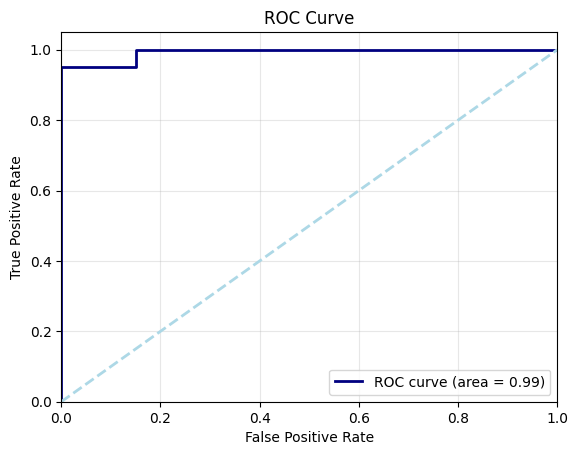 ROC Curve
True Positive Rate
1.0
0.8
0.6
0.4
0.2
0.0
0.0 0.2 0.4 0.6 0.8 1.0
False Positive Rate
ROC curve (area = 0.99)